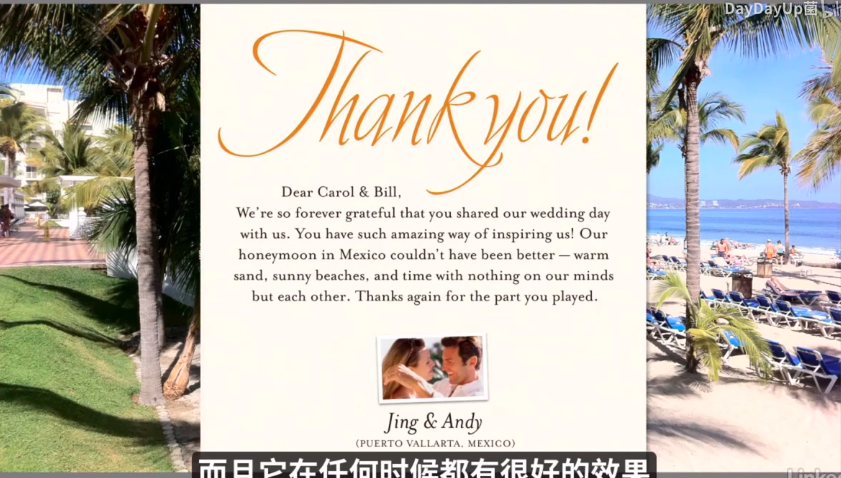 DayDayUp菌
Thank you!
Dear Carol & Bill,
We're so forever grateful that you shared our wedding day
with us. You have such amazing way of inspiring us! Our
honeymoon in Mexico couldn't have been better — warm
sand, sunny beaches, and time with nothing on our minds
but each other. Thanks again for the part you played.
Jing & Andy
(PUERTO VALLARTA, MEXICO)
而且它在任何时候都有很好的效果